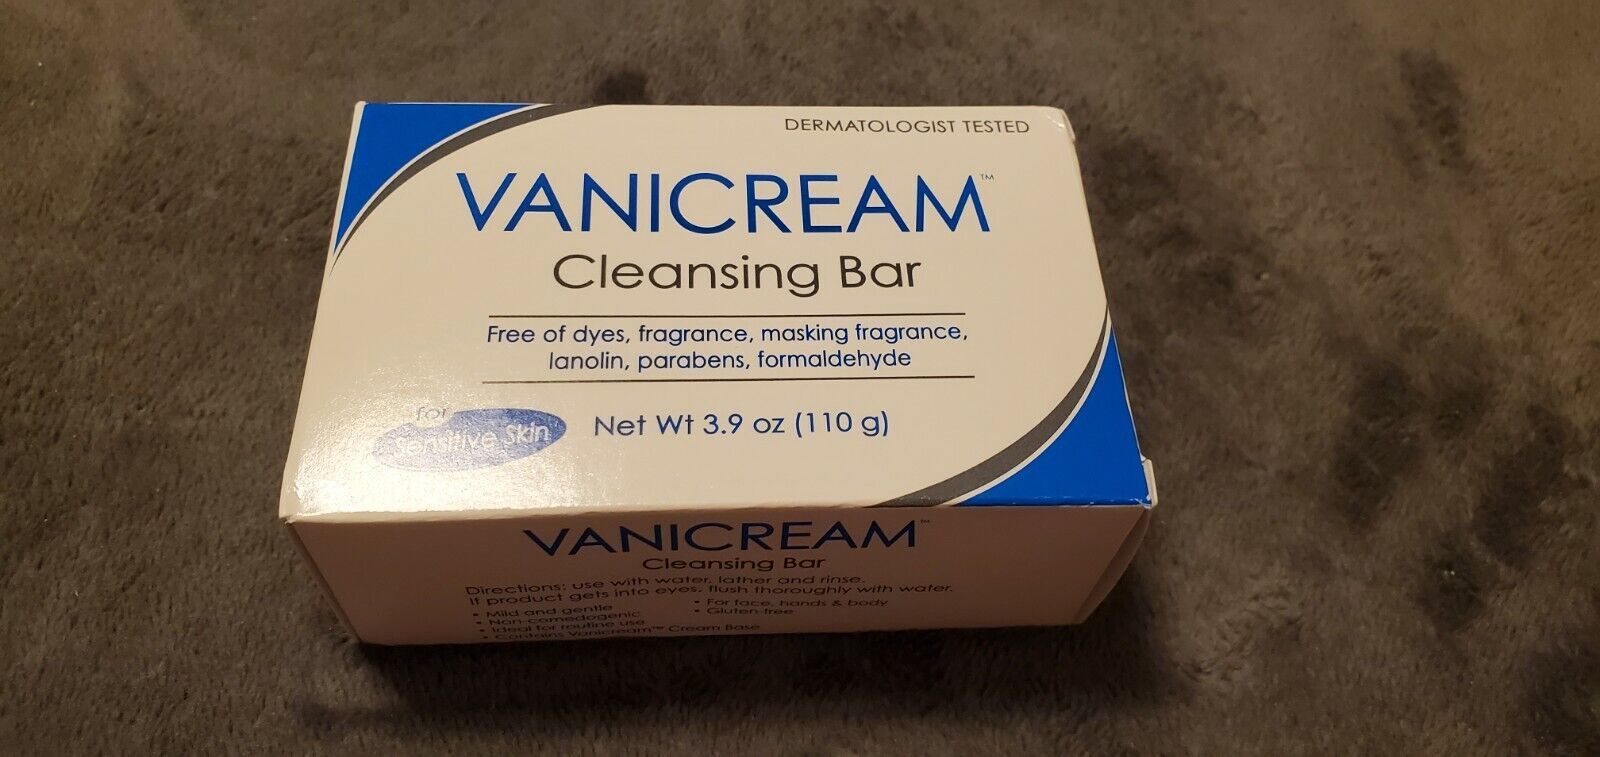 DERMATOLOGIST TESTED
VANICREAM™
Cleansing Bar
Free of dyes, fragrance, masking fragrance,
lanolin, parabens, formaldehyde
for
Sensitive Skin
Net Wt 3.9 oz (110 g)
VANICREAM™
Cleansing Bar
Directions: use with water, lather and rinse.
If product gets into eyes, flush thoroughly with water.
• Mild and gentle
• Non-comedogenic
• Ideal for routine use
• Contains Vanicream™ Cream Base
• For face, hands & body
• Gluten-free